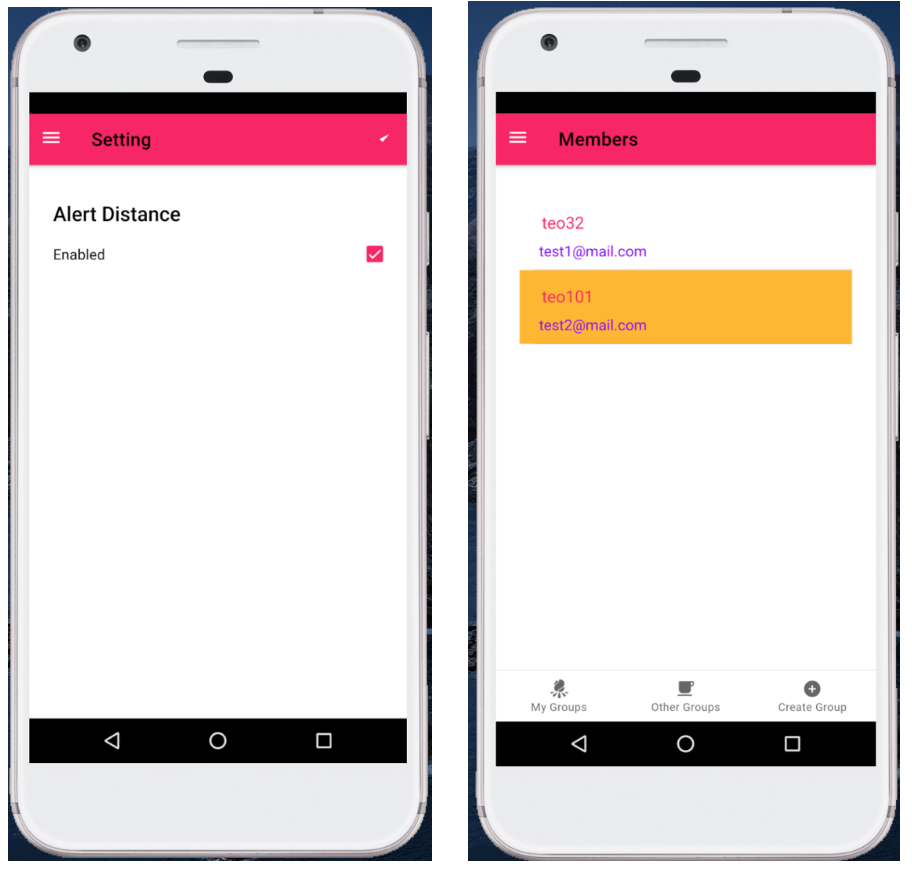 Setting
Alert Distance
Enabled
Members
teo32
test1@mail.com
teo101
test2@mail.com
My Groups
Other Groups
Create Group